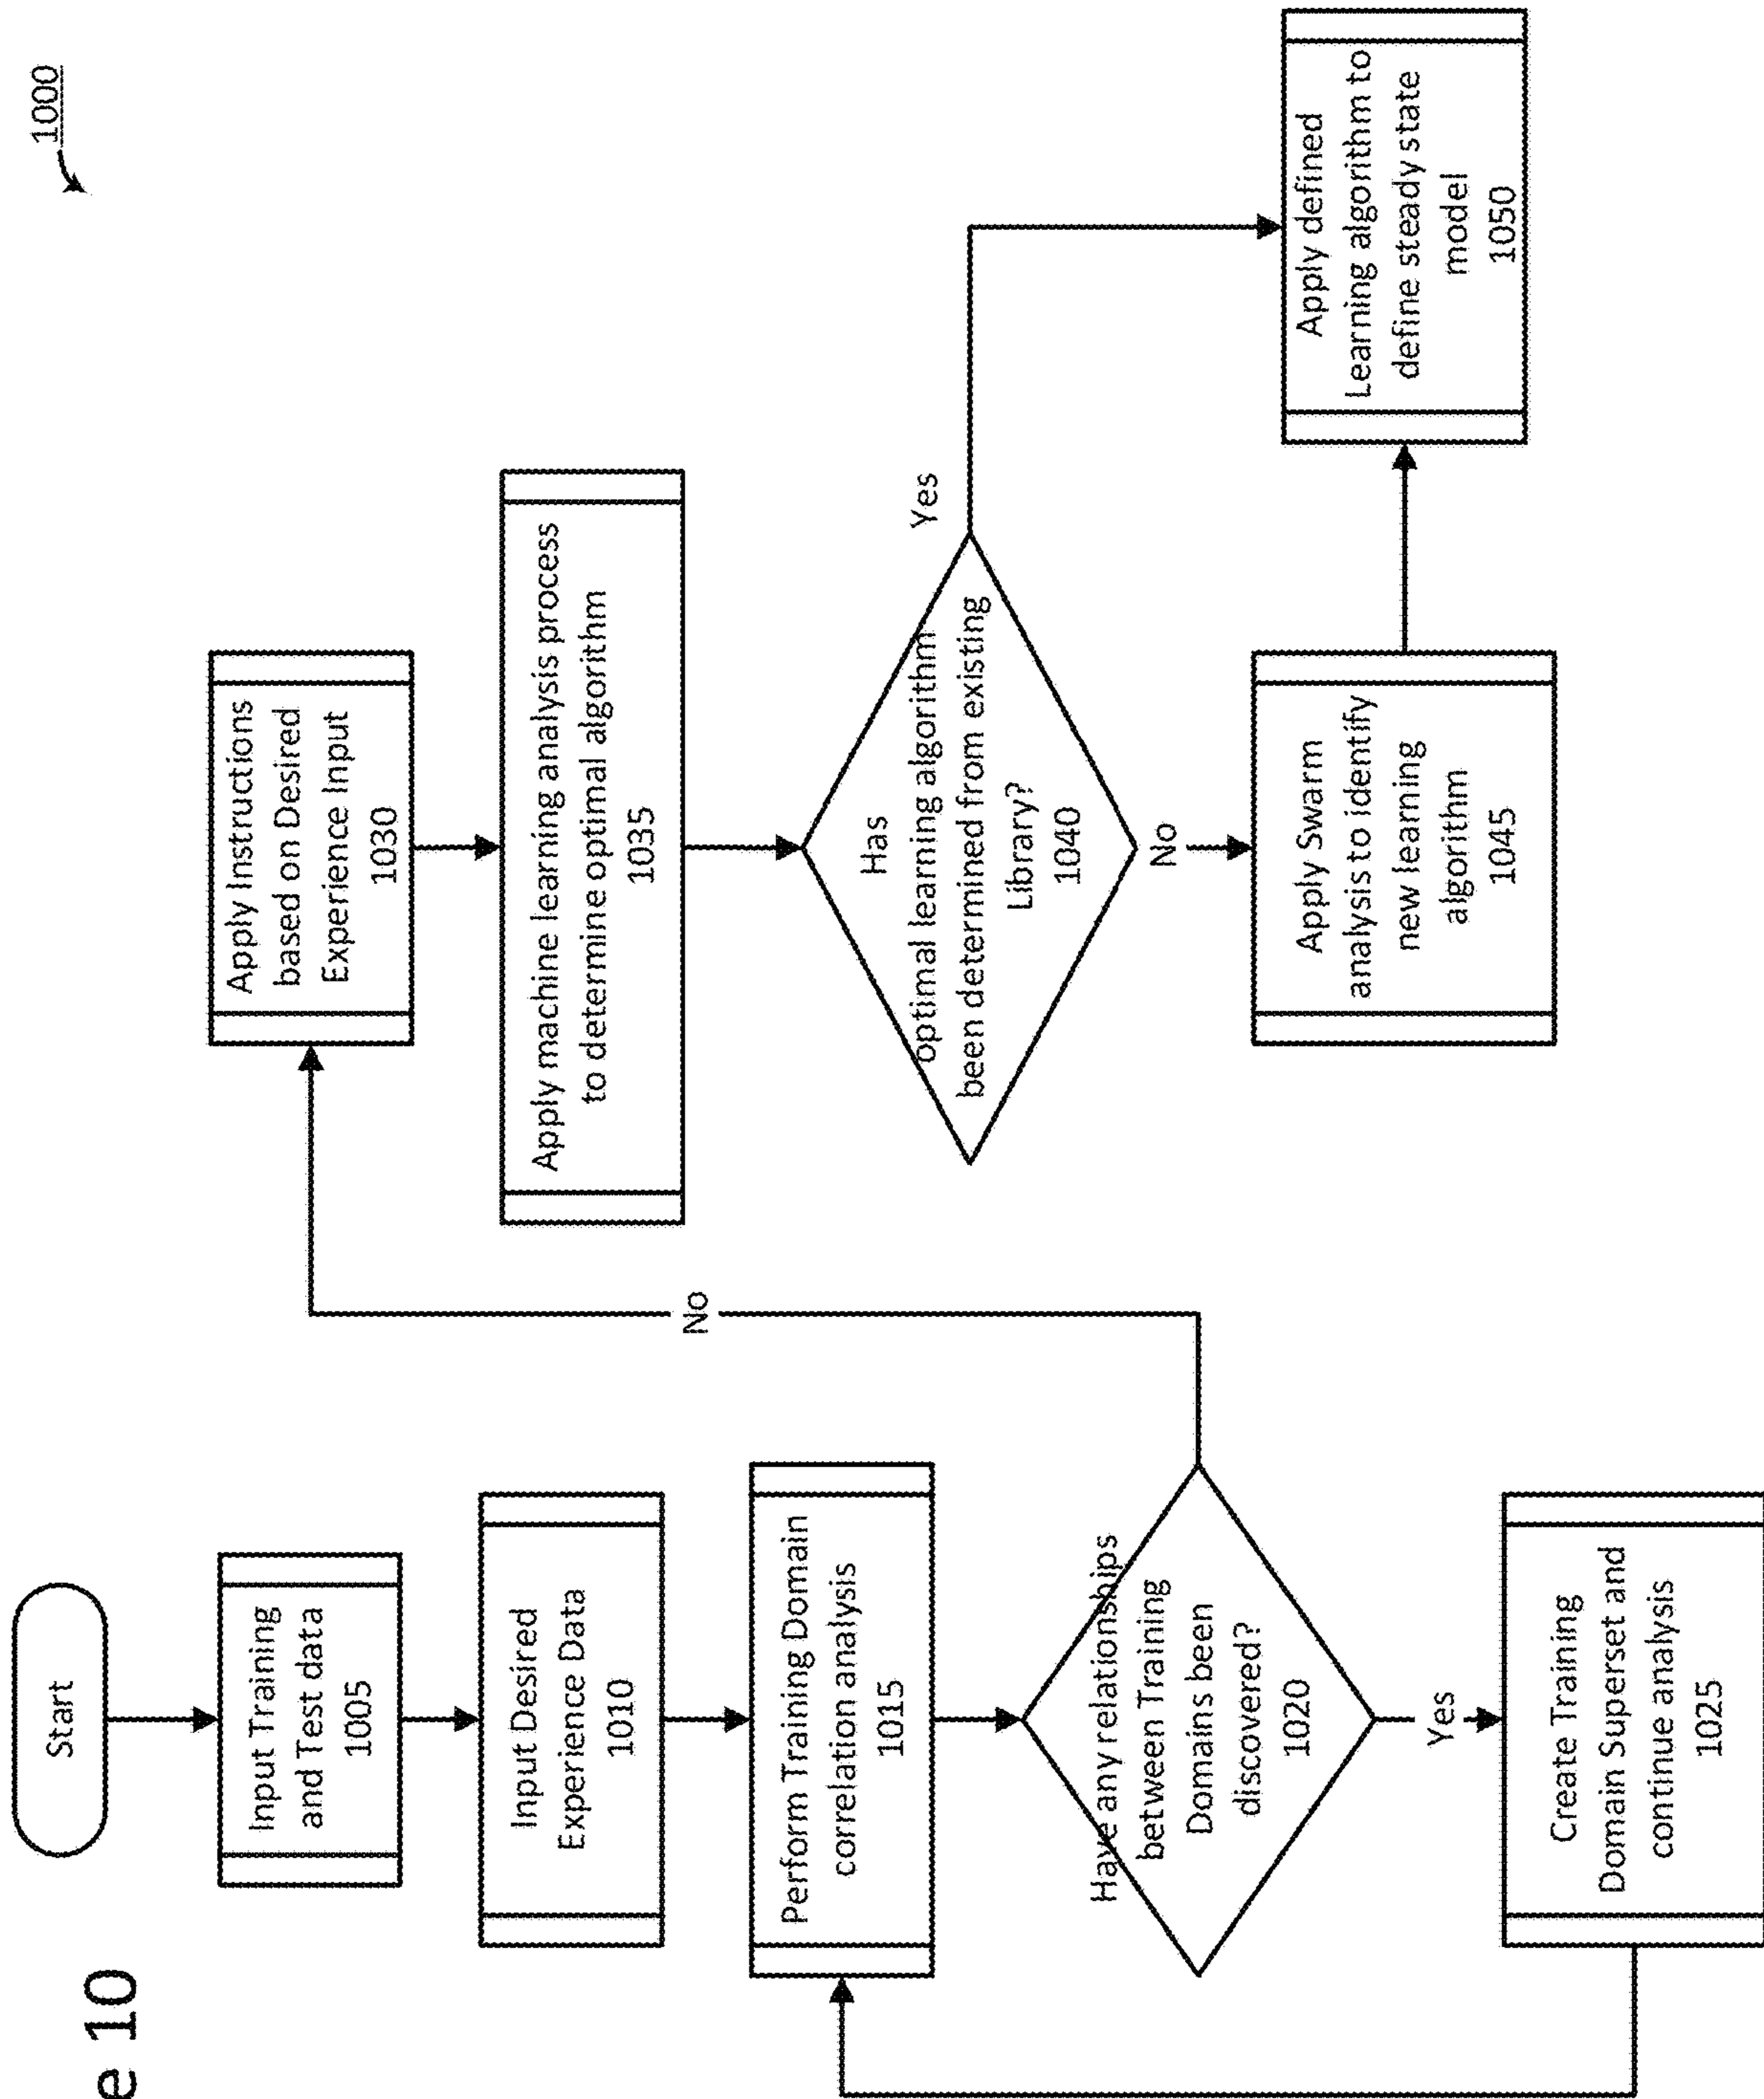 e 10
1000
Start
Input Training
and Test data
1005
Input Desired
Experience Data
1010
Perform Training Domain
correlation analysis
1015
Have any relationships
between Training
Domains been
discovered?
1020
Yes
Create Training
Domain Superset and
continue analysis
1025
No
Apply Instructions
based on Desired
Experience Input
1030
Apply machine learning analysis process
to determine optimal algorithm
1035
Has
optimal learning algorithm
been determined from existing
Library?
1040
Yes
No
Apply Swarm
analysis to identify
new learning
algorithm
1045
Apply defined
Learning algorithm to
define steady state
model
1050